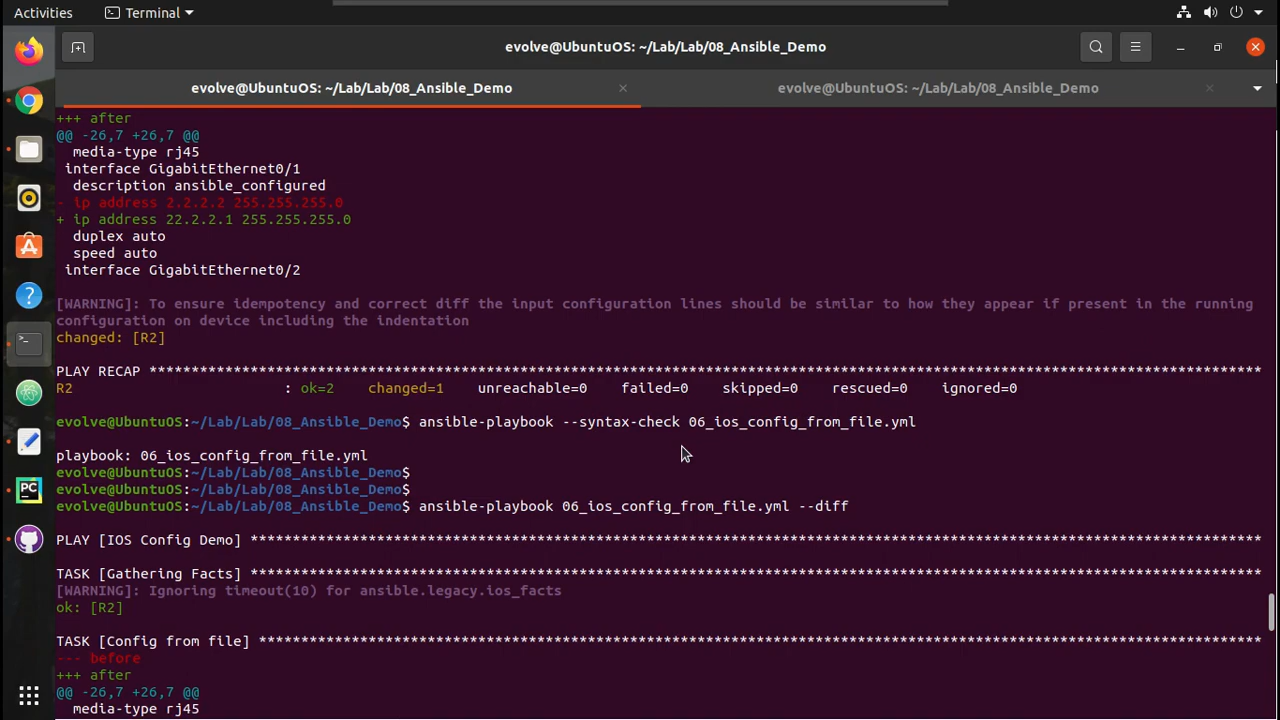 Activities
Terminal
evolve@UbuntuOS: ~/Lab/Lab/08_Ansible_Demo
evolve@UbuntuOS: ~/Lab/Lab/08_Ansible_Demo
evolve@UbuntuOS: ~/Lab/Lab/08_Ansible_Demo
+++ after
@@ -26,7 +26,7 @@
media-type rj45
interface GigabitEthernet0/1
description ansible_configured
- ip address 2.2.2.2 255.255.255.0
+ ip address 22.2.2.1 255.255.255.0
duplex auto
speed auto
interface GigabitEthernet0/2
[WARNING]: To ensure idempotency and correct diff the input configuration lines should be similar to how they appear if present in the running
configuration on device including the indentation
changed: [R2]
PLAY RECAP ************************************************************************************************************************************
R2 : ok=2 changed=1 unreachable=0 failed=0 skipped=0 rescued=0 ignored=0
evolve@UbuntuOS:~/Lab/Lab/08_Ansible_Demo$ ansible-playbook --syntax-check 06_ios_config_from_file.yml
playbook: 06_ios_config_from_file.yml
evolve@UbuntuOS:~/Lab/Lab/08_Ansible_Demo$
evolve@UbuntuOS:~/Lab/Lab/08_Ansible_Demo$
evolve@UbuntuOS:~/Lab/Lab/08_Ansible_Demo$ ansible-playbook 06_ios_config_from_file.yml --diff
PLAY [IOS Config Demo] ************************************************************************************************************************
TASK [Gathering Facts] ************************************************************************************************************************
[WARNING]: Ignoring timeout(10) for ansible.legacy.ios_facts
ok: [R2]
TASK [Config from file] ***********************************************************************************************************************
--- before
+++ after
@@ -26,7 +26,7 @@
media-type rj45